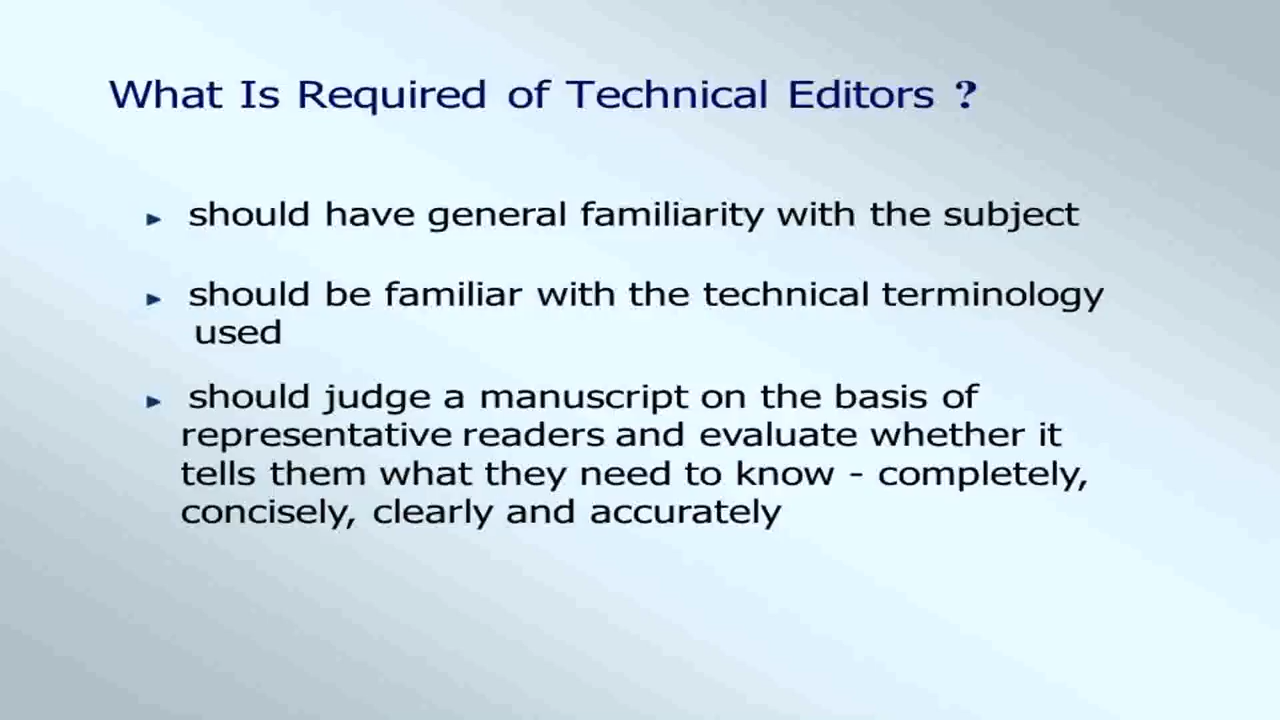 What Is Required of Technical Editors ?
► should have general familiarity with the subject
► should be familiar with the technical terminology
used
► should judge a manuscript on the basis of
representative readers and evaluate whether it
tells them what they need to know - completely,
concisely, clearly and accurately